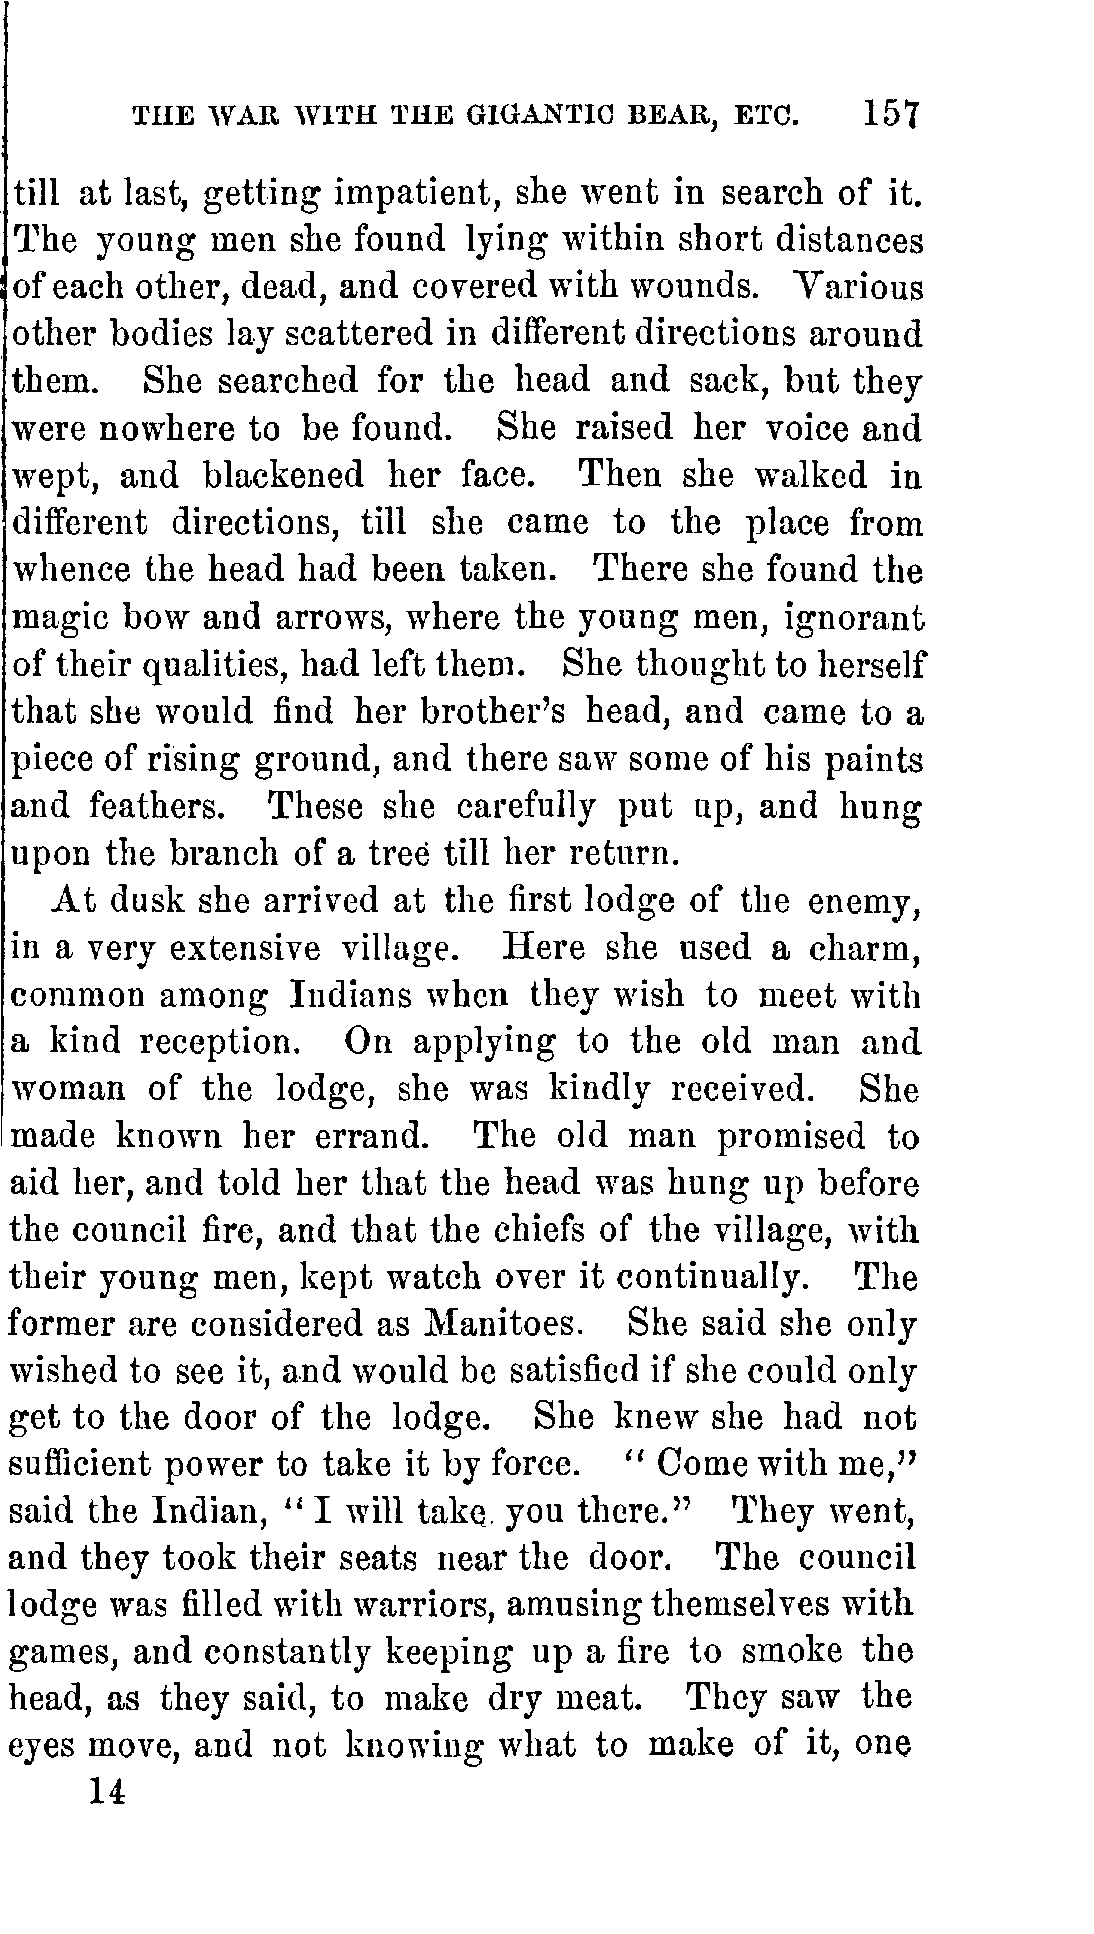 THE WAR WITH THE GIGANTIC BEAR, ETC. 157
till at last, getting impatient, she went in search of it.
The young men she found lying within short distances
of each other, dead, and covered with wounds. Various
other bodies lay scattered in different directions around
them. She searched for the head and sack, but they
were nowhere to be found. She raised her voice and
wept, and blackened her face. Then she walked in
different directions, till she came to the place from
whence the head had been taken. There she found the
magic bow and arrows, where the young men, ignorant
of their qualities, had left them. She thought to herself
that she would find her brother's head, and came to a
piece of rising ground, and there saw some of his paints
and feathers. These she carefully put up, and hung
upon the branch of a tree till her return.
At dusk she arrived at the first lodge of the enemy,
in a very extensive village. Here she used a charm,
common among Indians when they wish to meet with
a kind reception. On applying to the old man and
woman of the lodge, she was kindly received. She
made known her errand. The old man promised to
aid her, and told her that the head was hung up before
the council fire, and that the chiefs of the village, with
their young men, kept watch over it continually. The
former are considered as Manitoes. She said she only
wished to see it, and would be satisfied if she could only
get to the door of the lodge. She knew she had not
sufficient power to take it by force. "Come with me,"
said the Indian, "I will take you there." They went,
and they took their seats near the door. The council
lodge was filled with warriors, amusing themselves with
games, and constantly keeping up a fire to smoke the
head, as they said, to make dry meat. They saw the
eyes move, and not knowing what to make of it, one
14